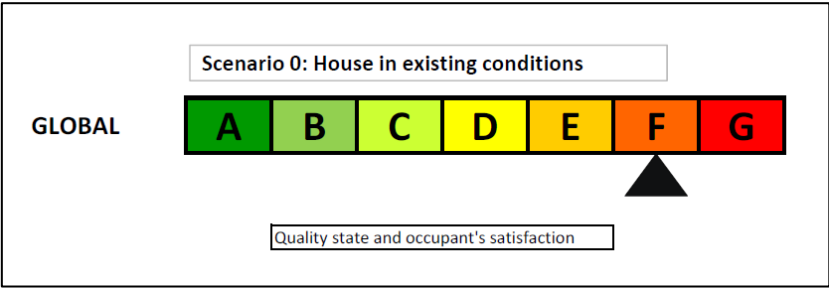 Scenario 0: House in existing conditions
GLOBAL A B C D E F G
Quality state and occupant's satisfaction